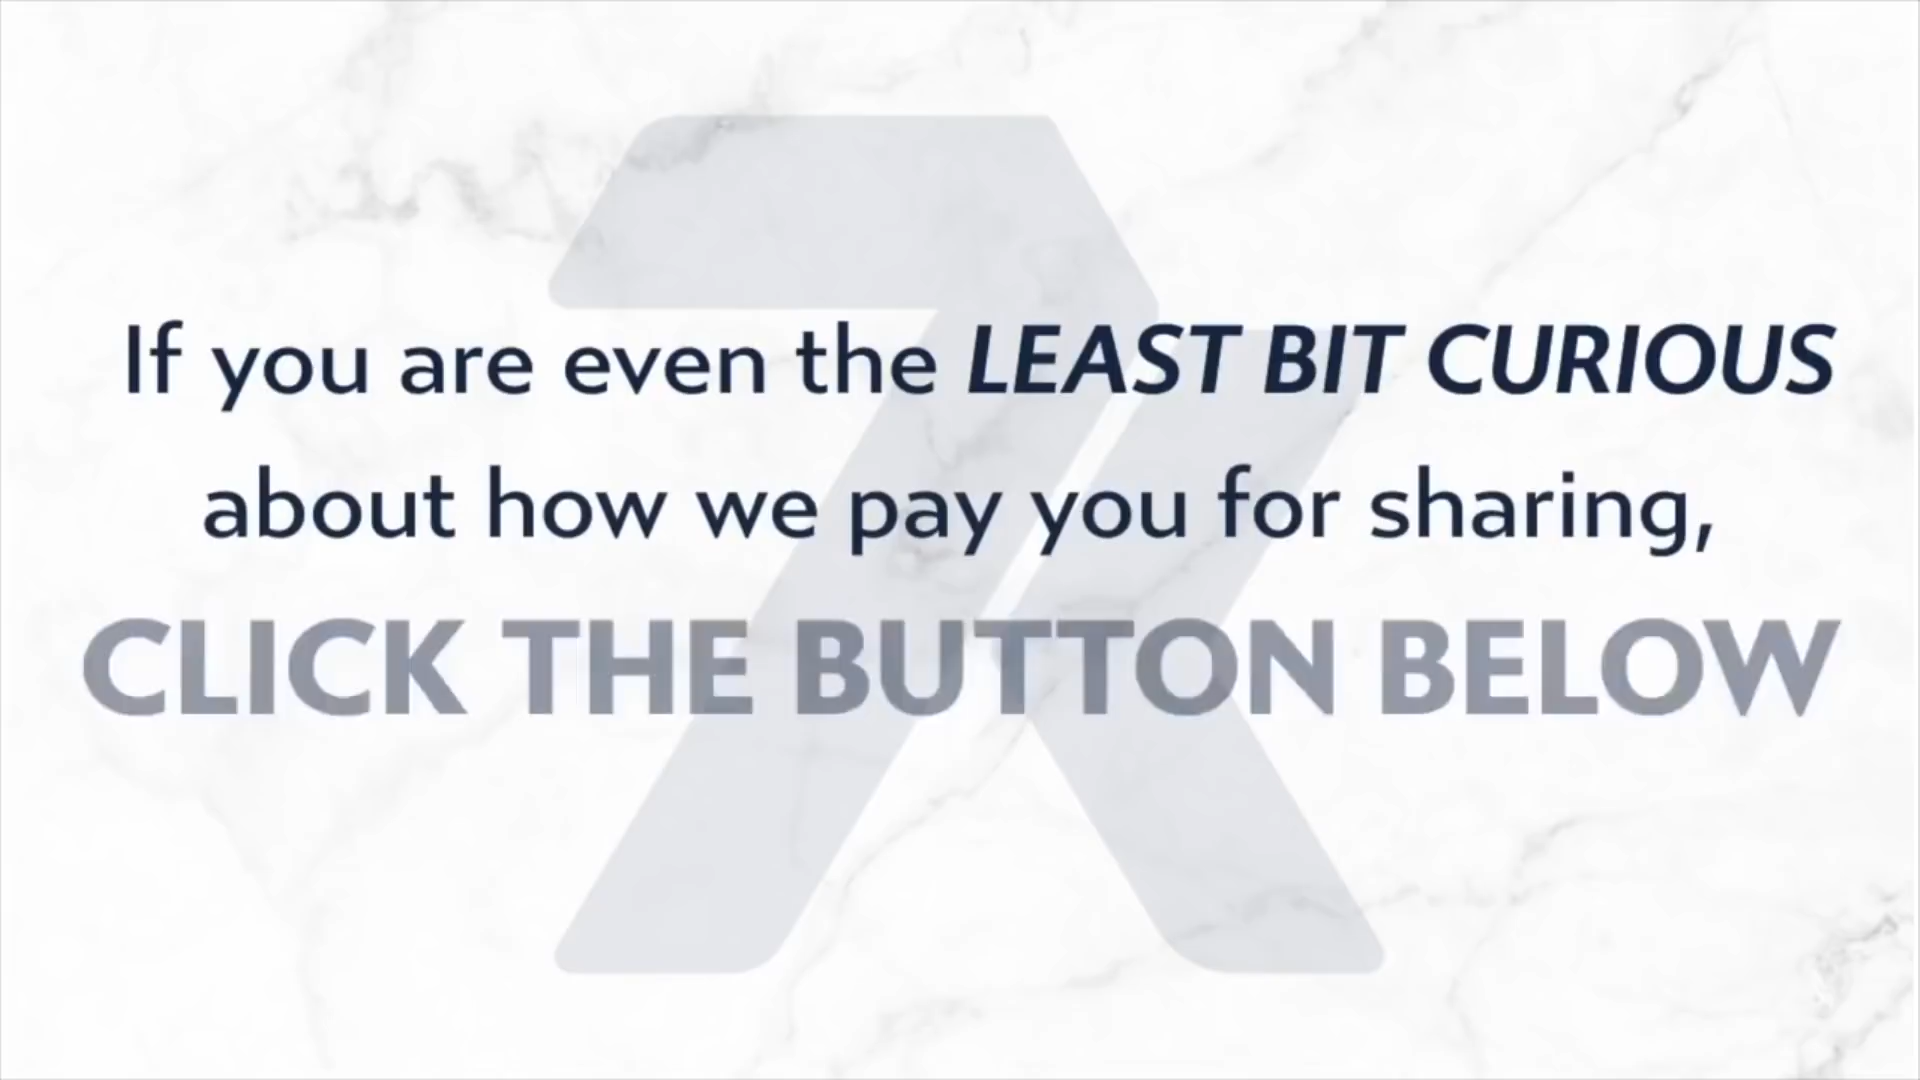 If you are even the LEAST BIT CURIOUS
about how we pay you for sharing,
CLICK THE BUTTON BELOW